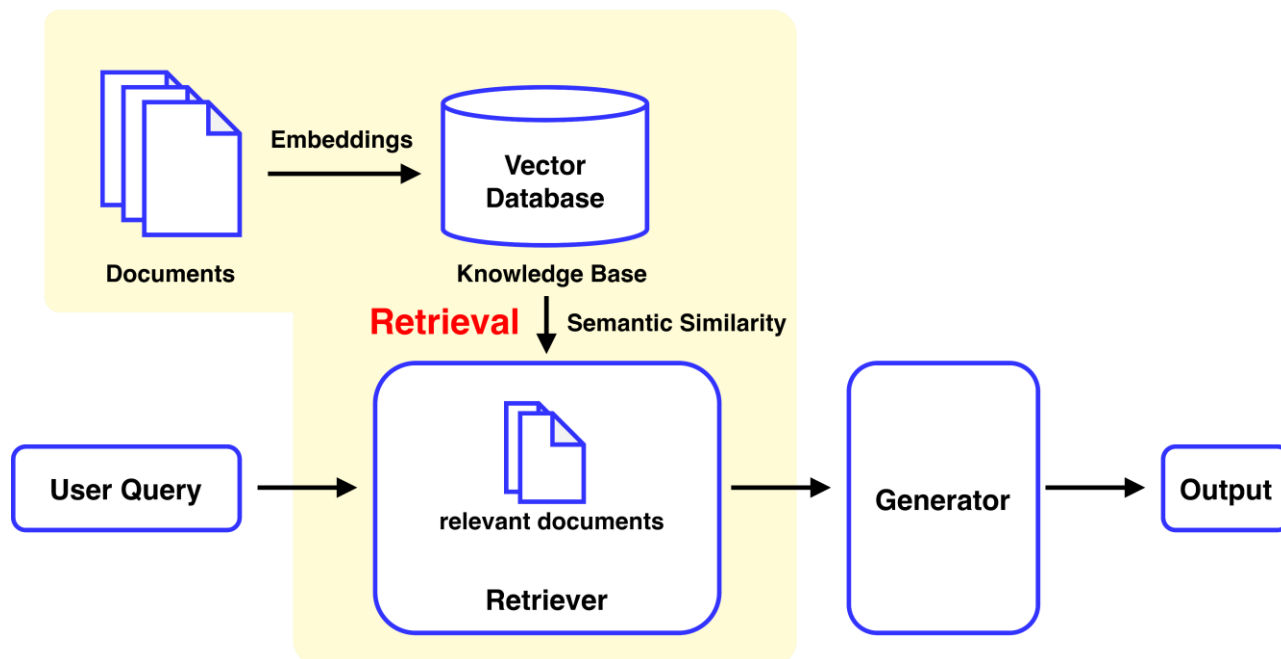 Embeddings
Vector
Database
Documents
Knowledge Base
Retrieval
Semantic Similarity
User Query
relevant documents
Retriever
Generator
Output